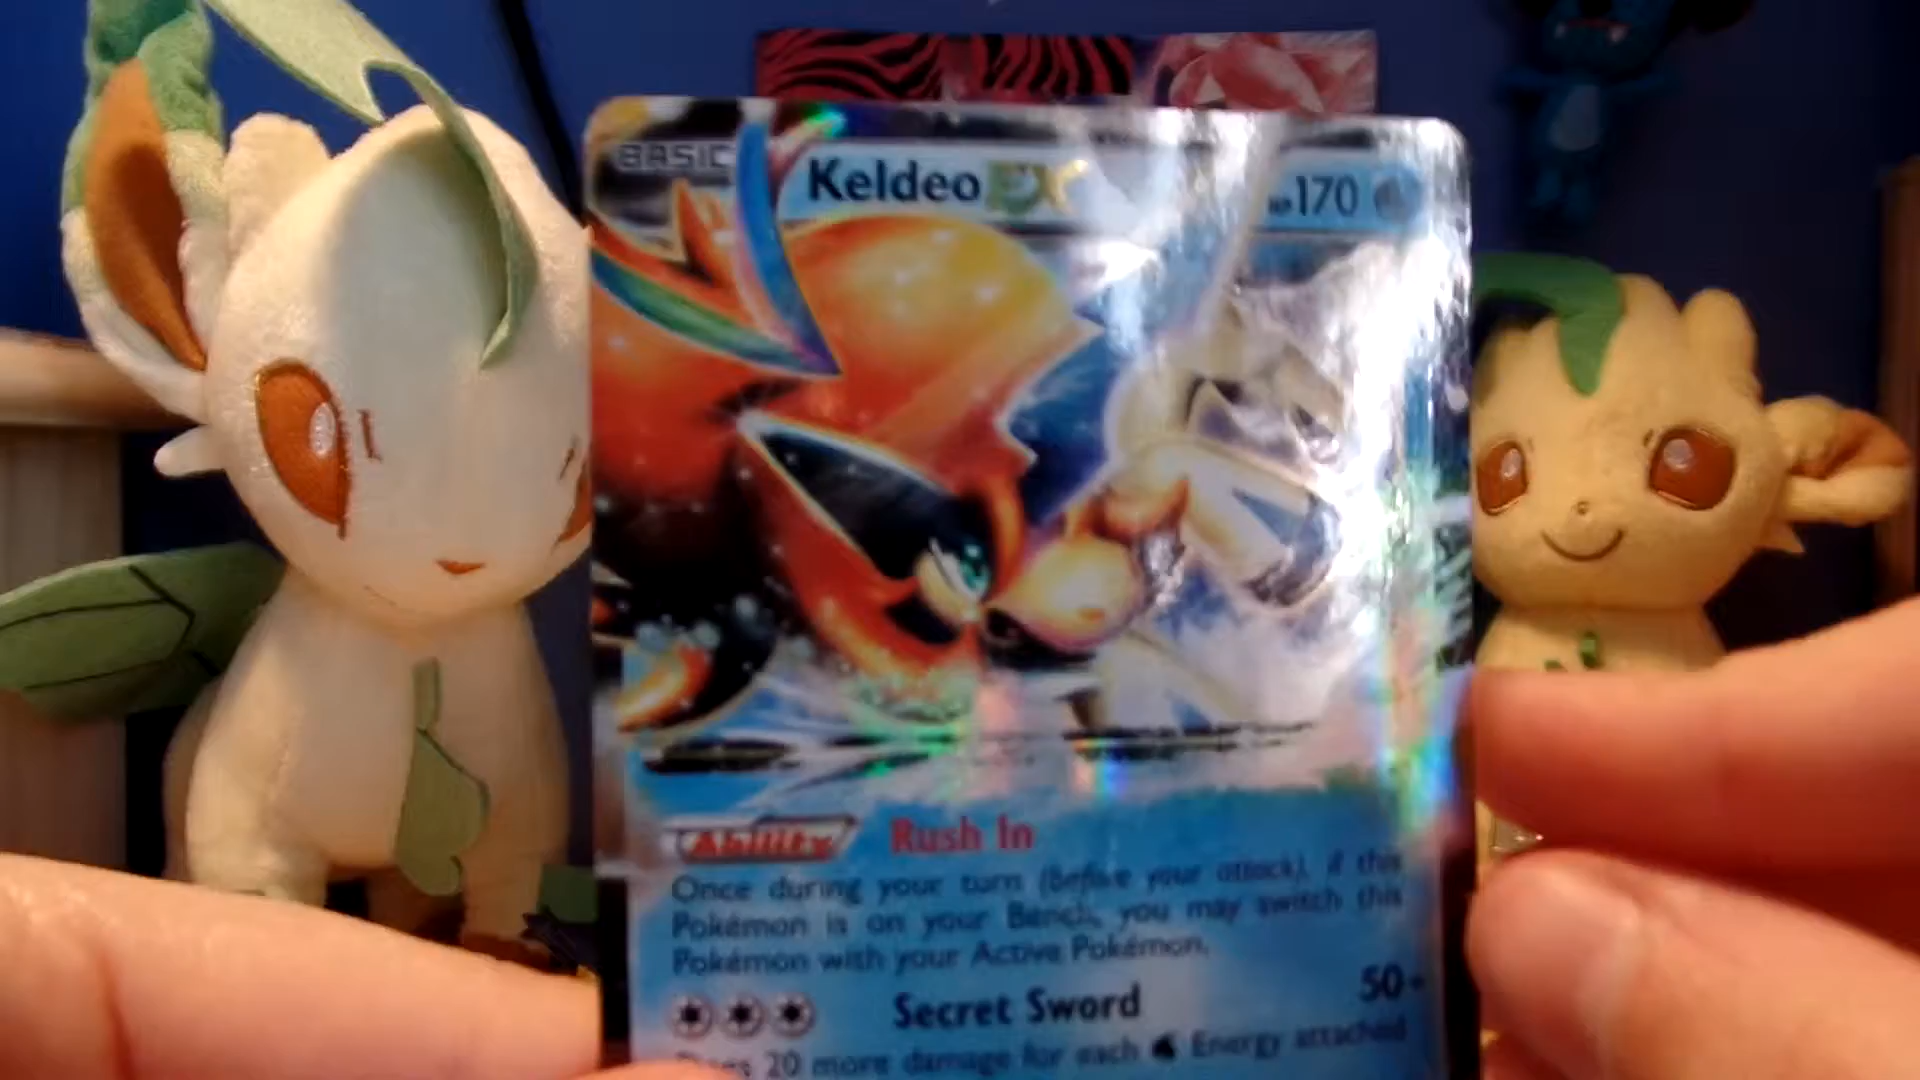 BASIC
Keldeo EX
HP 170
Ability Rush In
Once during your turn (before your attack), if this
Pokémon is on your Bench, you may switch this
Pokémon with your Active Pokémon.
Secret Sword 50+
20 more damage for each Energy attached